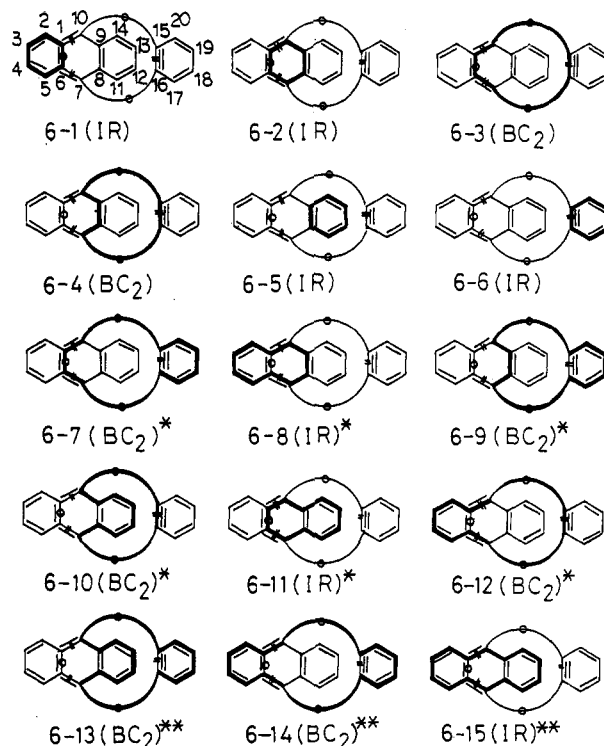 10 15 20
2 1 9 14
3 13 19
4 8 12 18
5 6 7 11 16 17
6-1 (IR) 6-2 (IR) 6-3 (BC₂)
6-4 (BC₂) 6-5 (IR) 6-6 (IR)
6-7 (BC₂)* 6-8 (IR)* 6-9 (BC₂)*
6-10 (BC₂)* 6-11 (IR)* 6-12 (BC₂)*
6-13 (BC₂)** 6-14 (BC₂)** 6-15 (IR)**